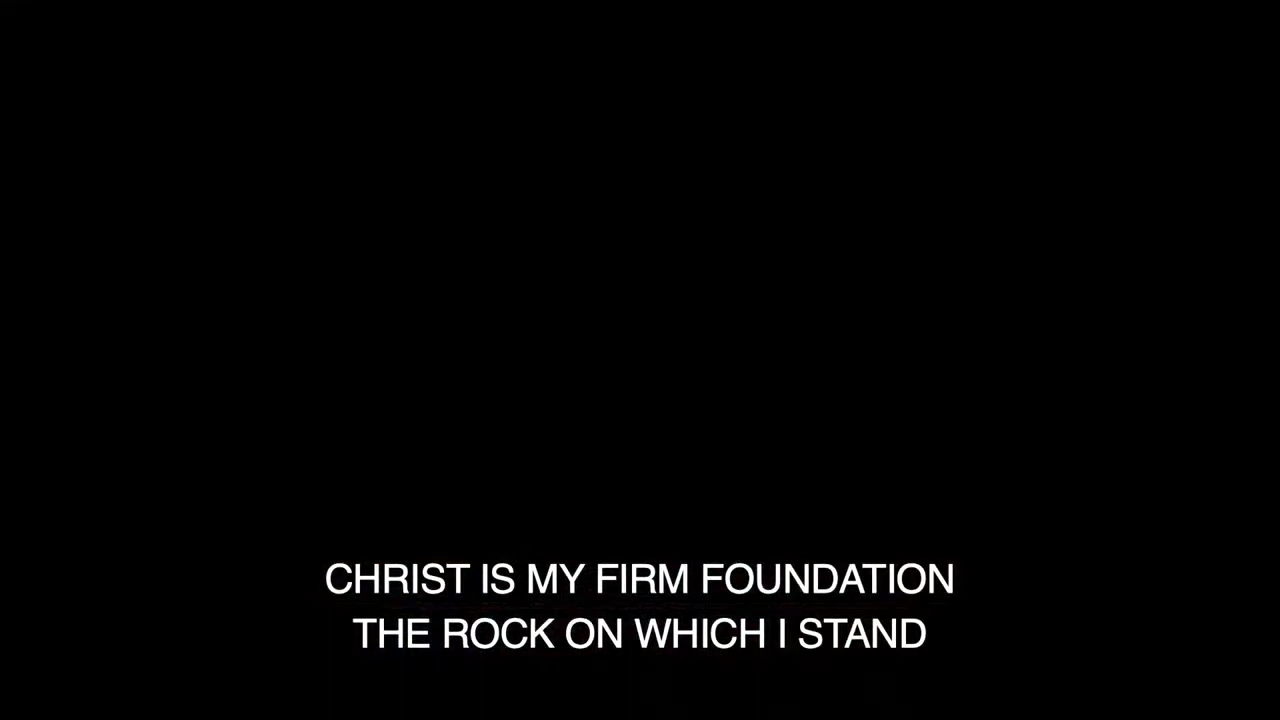 CHRIST IS MY FIRM FOUNDATION
THE ROCK ON WHICH I STAND